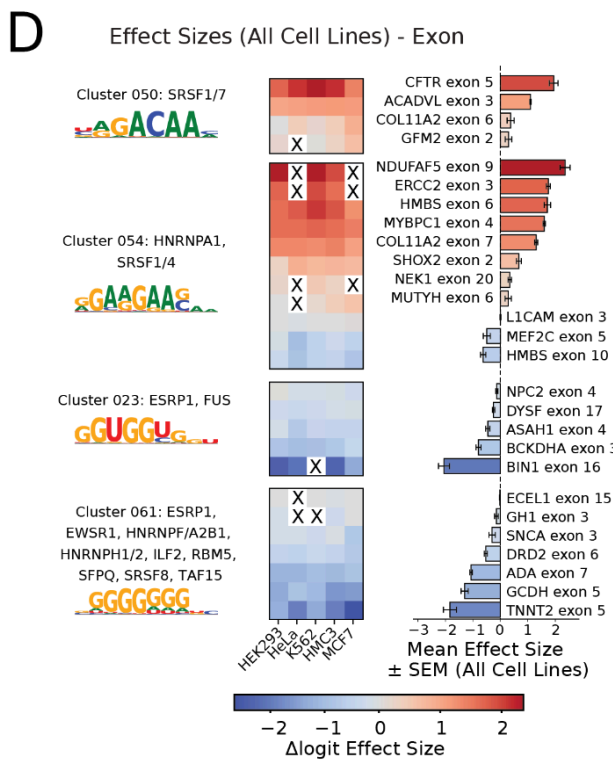 D
Effect Sizes (All Cell Lines) - Exon
Cluster 050: SRSF1/7
UAGACAAA
X
CFTR exon 5
ACADVL exon 3
COL11A2 exon 6
GFM2 exon 2
Cluster 054: HNRNPA1,
SRSF1/4
GGAAGAAGAA
X X
X X
X X
X
NDUFAF5 exon 9
ERCC2 exon 3
HMBS exon 6
MYBPC1 exon 4
COL11A2 exon 7
SHOX2 exon 2
NEK1 exon 20
MUTYH exon 6
L1CAM exon 3
MEF2C exon 5
HMBS exon 10
Cluster 023: ESRP1, FUS
GGUGGUGGU
X
NPC2 exon 4
DYSF exon 17
ASAH1 exon 4
BCKDHA exon 3
BIN1 exon 16
Cluster 061: ESRP1,
EWSR1, HNRNPF/A2B1,
HNRNPH1/2, ILF2, RBM5,
SFPQ, SRSF8, TAF15
GGGGGGG
X
X X
ECEL1 exon 15
GH1 exon 3
SNCA exon 3
DRD2 exon 6
ADA exon 7
GCDH exon 5
TNNT2 exon 5
HEK293
HeLa
K562
HMC3
MCF7
−3 −2 −1 0 1 2
Mean Effect Size
± SEM (All Cell Lines)
−2 −1 0 1 2
Δlogit Effect Size